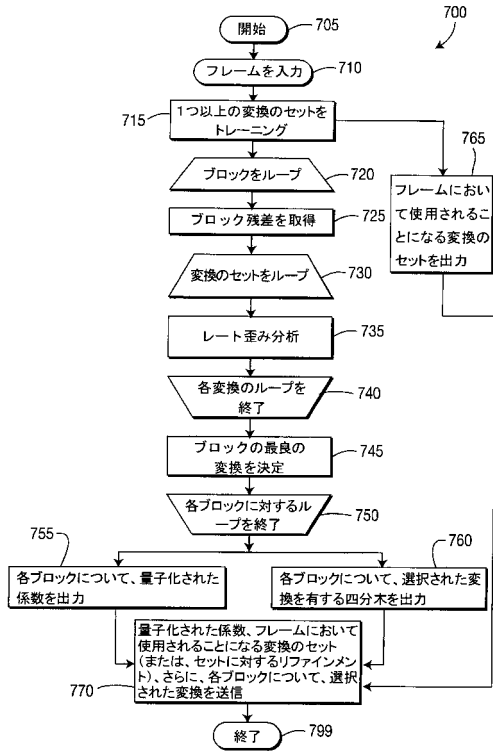 700
開始
705
フレームを入力
710
1つ以上の変換のセットを
トレーニング
715
ブロックをループ
720
ブロック残差を取得
725
変換のセットをループ
730
レート歪み分析
735
各変換のループを
終了
740
ブロックの最良の
変換を決定
745
各ブロックに対するル
ープを終了
750
755
各ブロックについて、量子化された
係数を出力
760
各ブロックについて、選択された
変換を有する四分木を出力
765
フレームにおい
て使用されるこ
とになる変換の
セットを出力
量子化された係数、フレームにおいて
使用されることになる変換のセット
(または、セットに対するリファインメン
ト)、さらに、各ブロックについて、選択
された変換を送信
770
終了
799